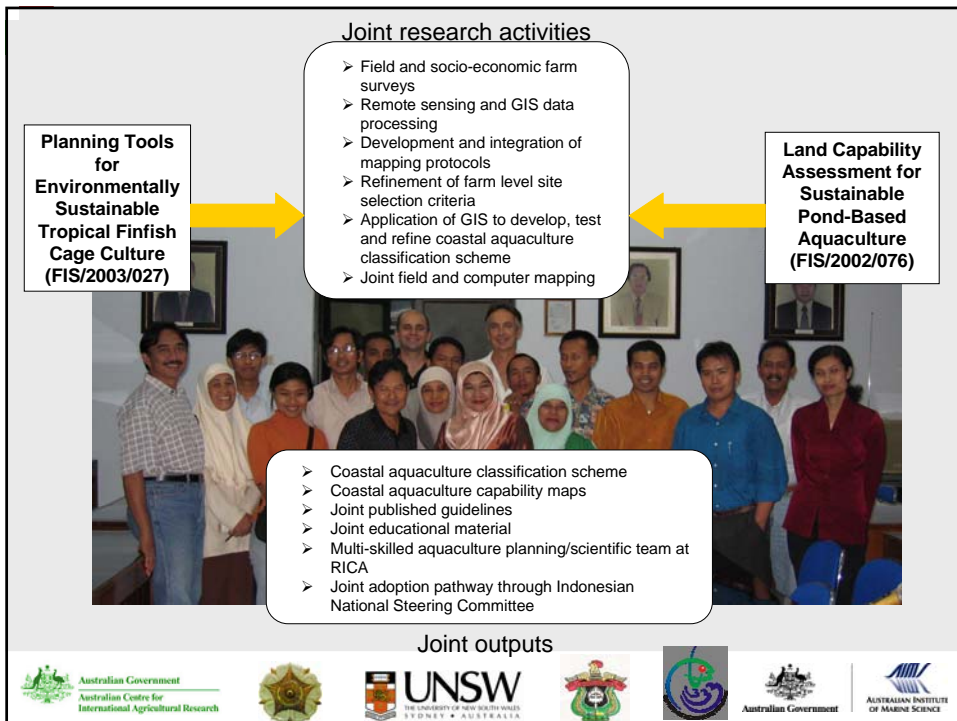 Joint research activities
➢ Field and socio-economic farm
surveys
➢ Remote sensing and GIS data
processing
➢ Development and integration of
mapping protocols
➢ Refinement of farm level site
selection criteria
➢ Application of GIS to develop, test
and refine coastal aquaculture
classification scheme
➢ Joint field and computer mapping
Planning Tools
for
Environmentally
Sustainable
Tropical Finfish
Cage Culture
(FIS/2003/027)
Land Capability
Assessment for
Sustainable
Pond-Based
Aquaculture
(FIS/2002/076)
➢ Coastal aquaculture classification scheme
➢ Coastal aquaculture capability maps
➢ Joint published guidelines
➢ Joint educational material
➢ Multi-skilled aquaculture planning/scientific team at
RICA
➢ Joint adoption pathway through Indonesian
National Steering Committee
Joint outputs
Australian Government
Australian Centre for
International Agricultural Research
UNSW
THE UNIVERSITY OF NEW SOUTH WALES
SYDNEY • AUSTRALIA
Australian Government
AIMS
AUSTRALIAN INSTITUTE
OF MARINE SCIENCE